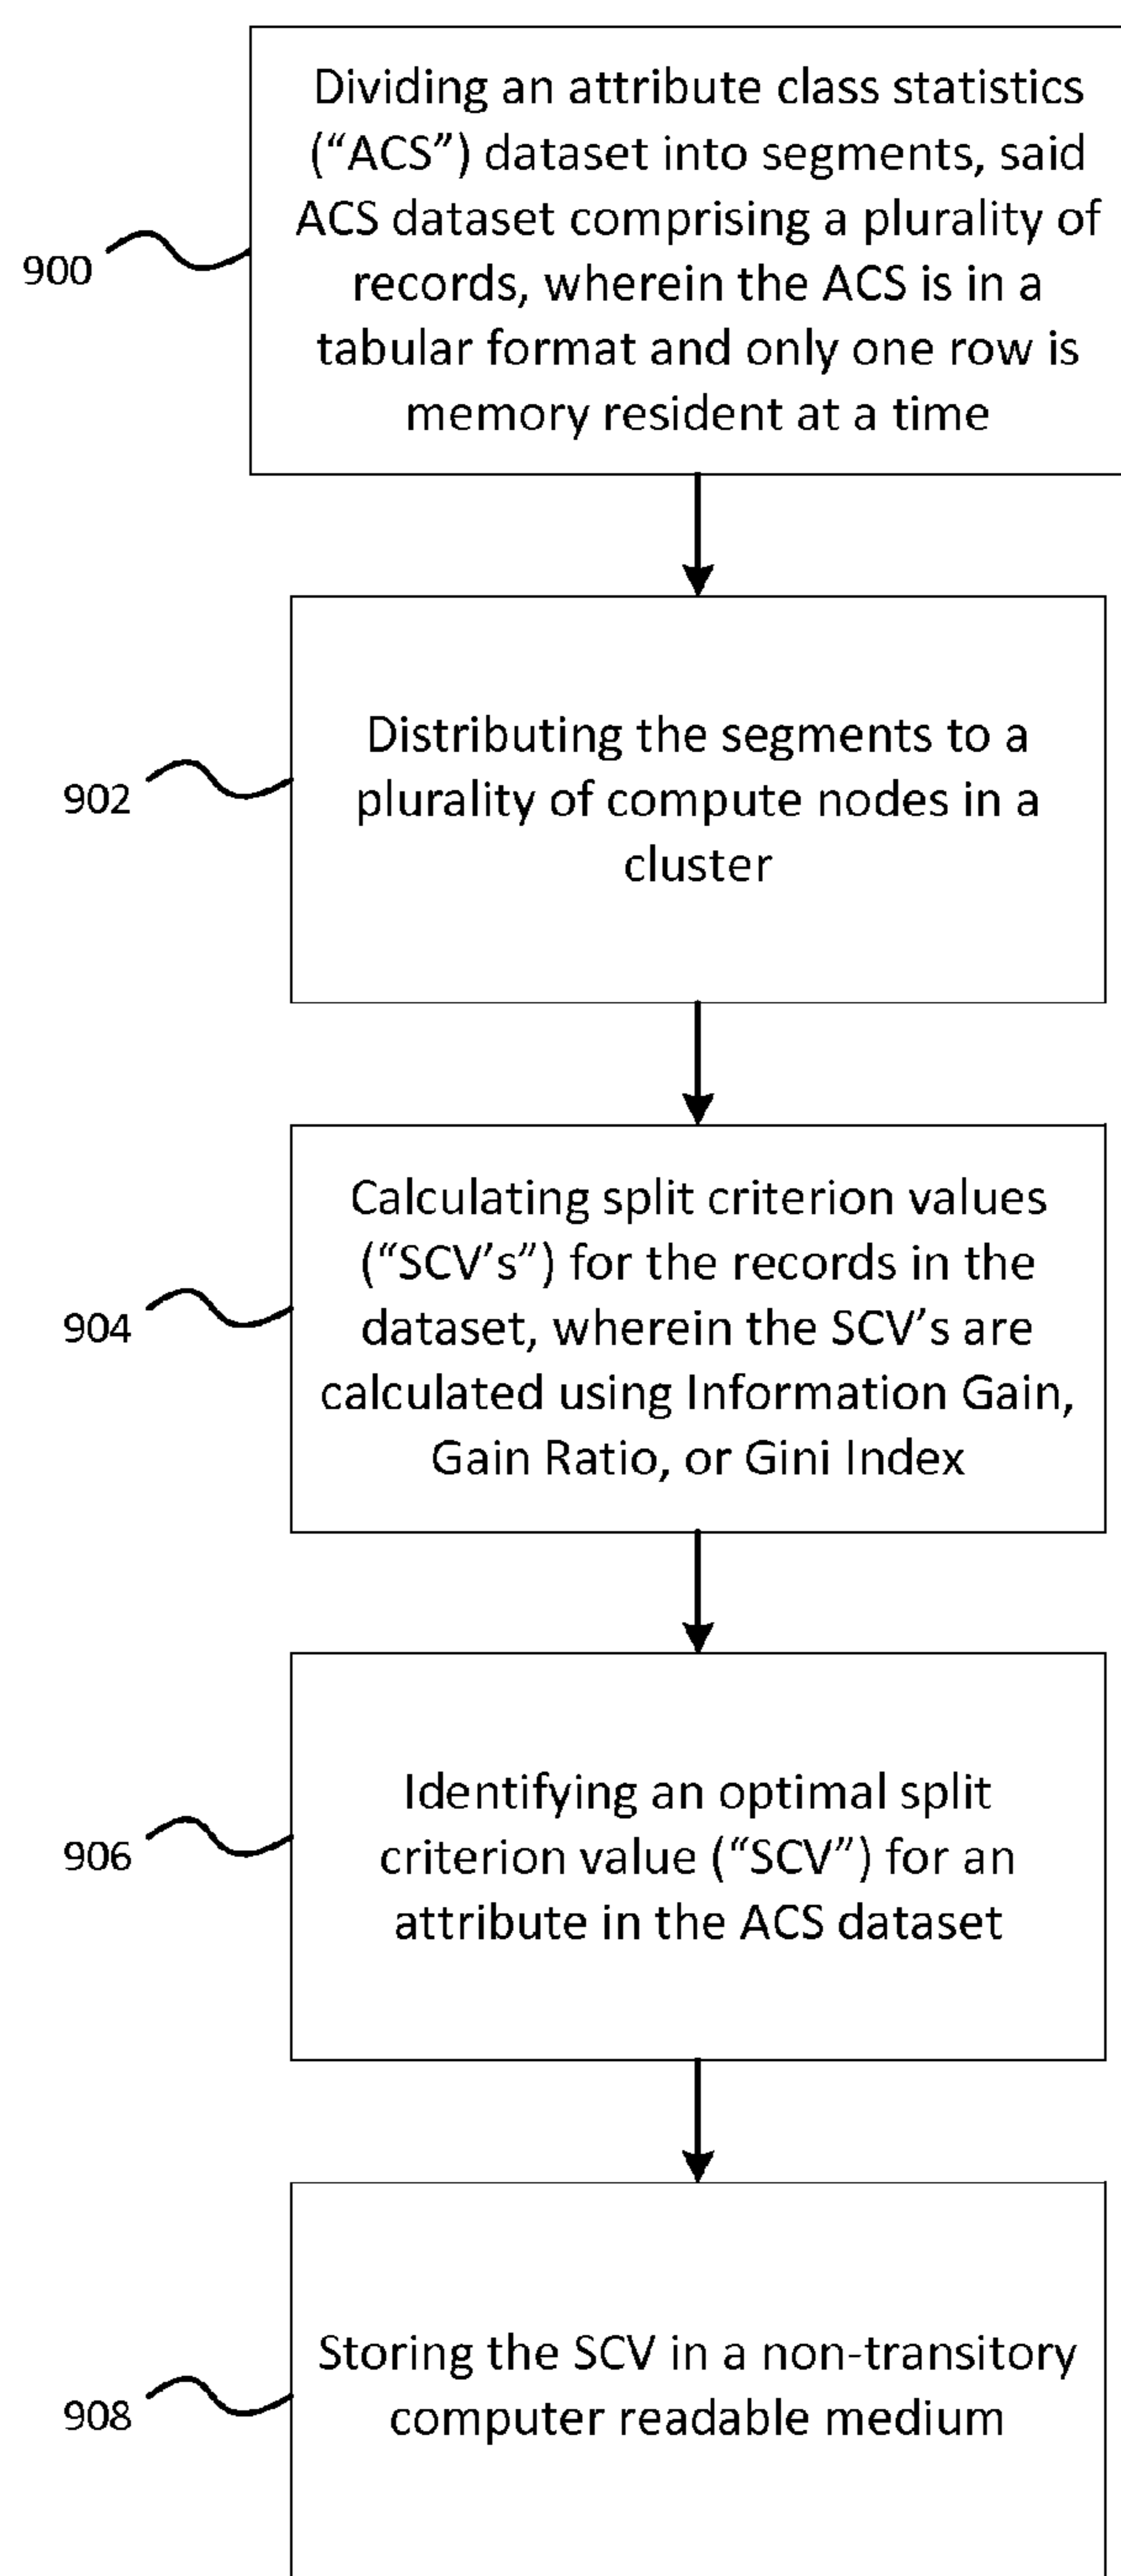 Dividing an attribute class statistics
(“ACS”) dataset into segments, said
ACS dataset comprising a plurality of
records, wherein the ACS is in a
tabular format and only one row is
memory resident at a time
900
Distributing the segments to a
plurality of compute nodes in a
cluster
902
Calculating split criterion values
(“SCV’s”) for the records in the
dataset, wherein the SCV’s are
calculated using Information Gain,
Gain Ratio, or Gini Index
904
Identifying an optimal split
criterion value (“SCV”) for an
attribute in the ACS dataset
906
Storing the SCV in a non-transitory
computer readable medium
908